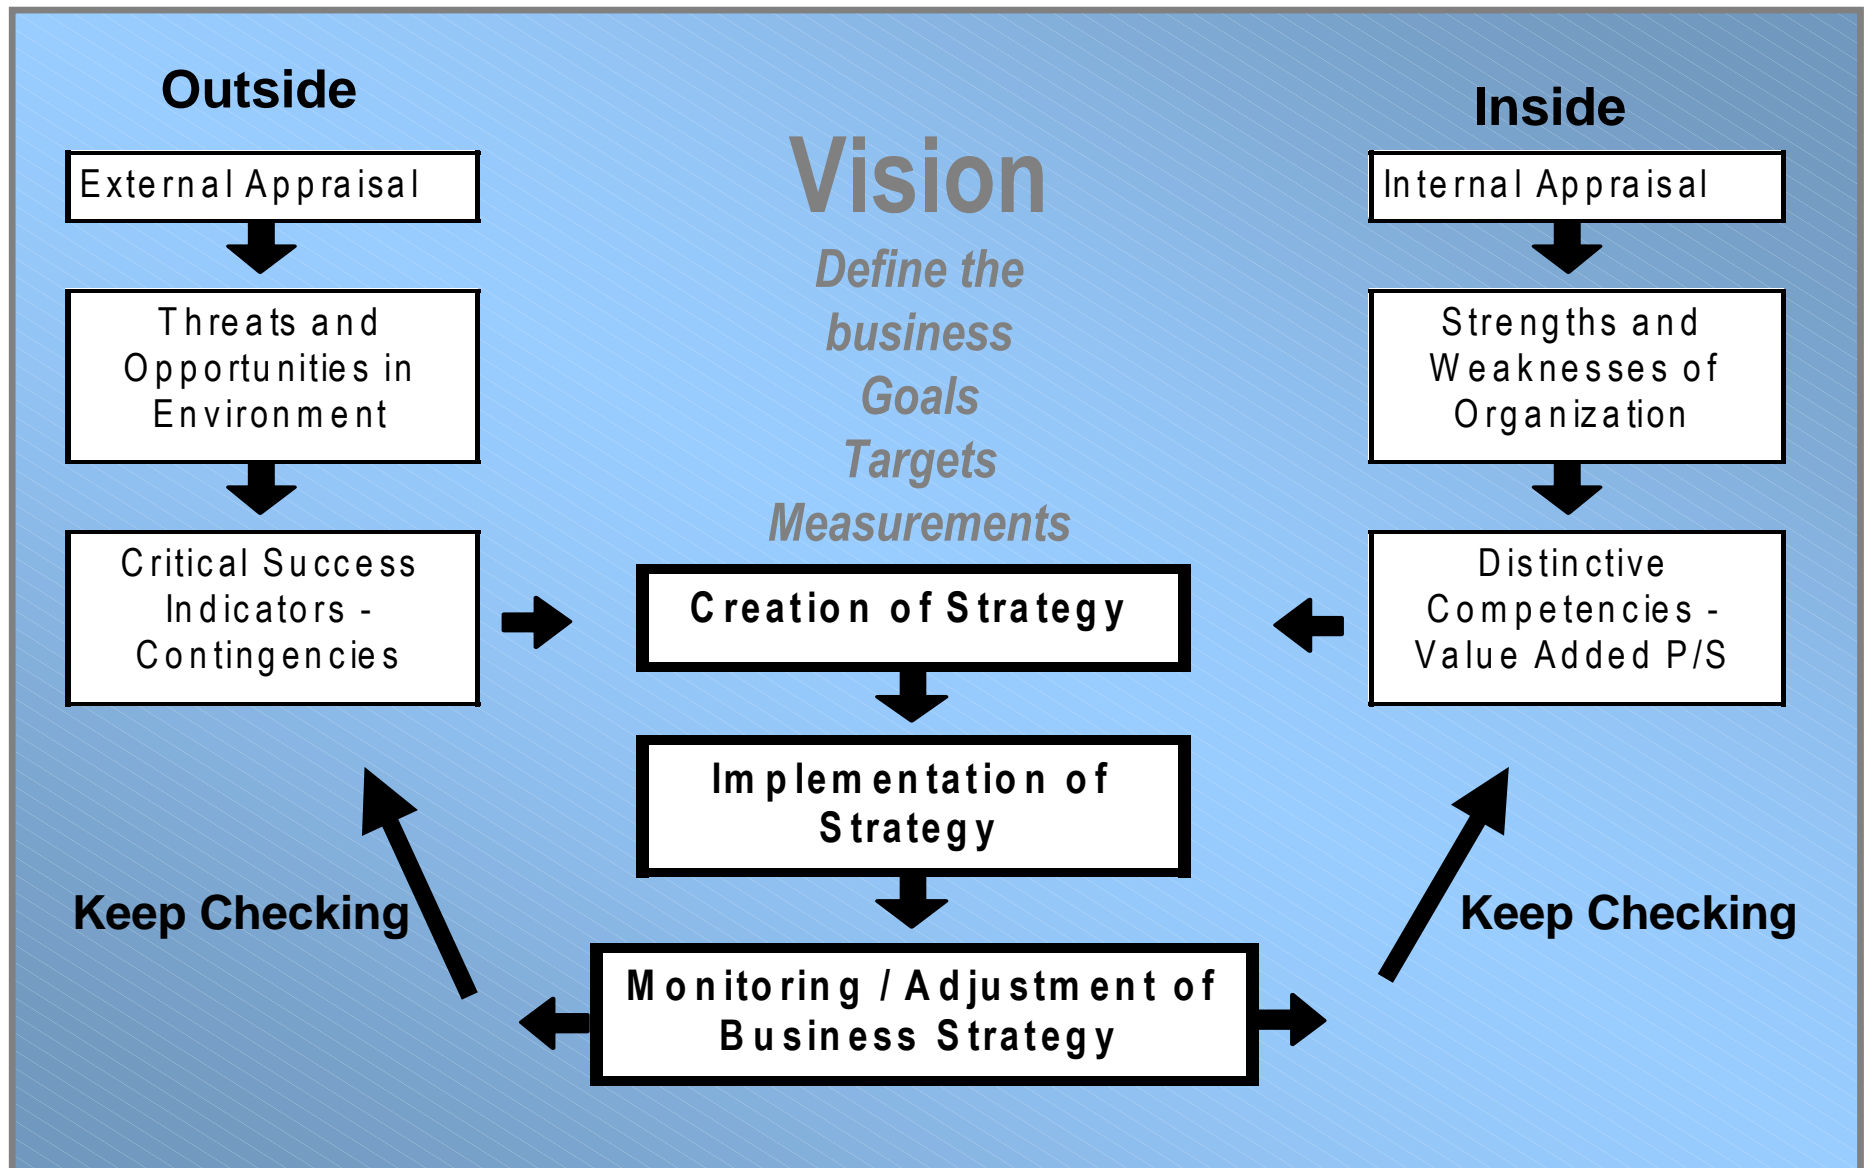 Outside
External Appraisal
Threats and
Opportunities in
Environment
Critical Success
Indicators -
Contingencies
Keep Checking
Vision
Define the
business
Goals
Targets
Measurements
Creation of Strategy
Implementation of
Strategy
Monitoring / Adjustment of
Business Strategy
Inside
Internal Appraisal
Strengths and
Weaknesses of
Organization
Distinctive
Competencies -
Value Added P/S
Keep Checking